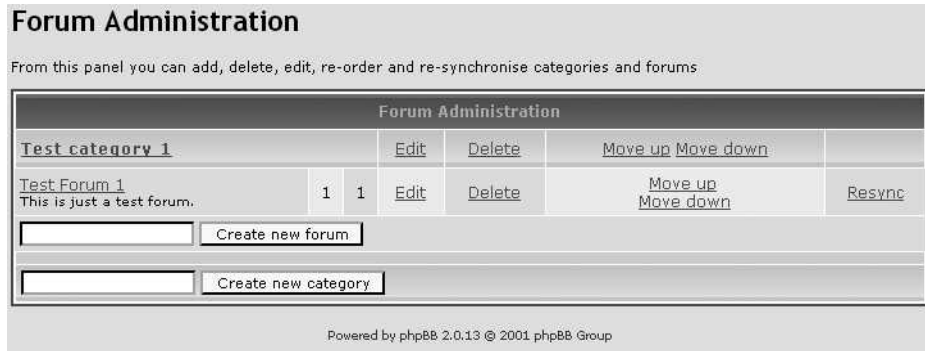 Forum Administration
From this panel you can add, delete, edit, re-order and re-synchronise categories and forums
Forum Administration
Test category 1 Edit Delete Move up Move down
Test Forum 1
This is just a test forum.
1 1 Edit Delete Move up
Move down
Resync
Create new forum
Create new category
Powered by phpBB 2.0.13 © 2001 phpBB Group